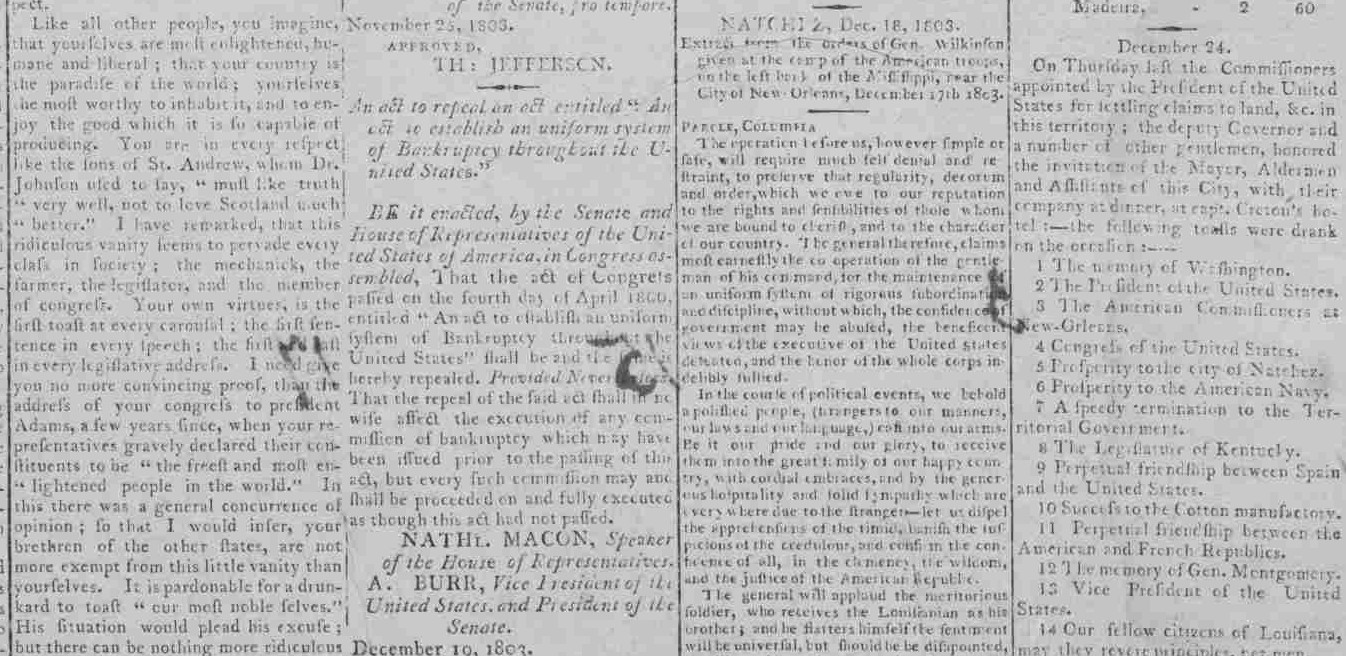 pect.
Like all other people, you imagine,
that yourſelves are moſt enlightened, hu-
mane and liberal ; that your country is
the paradiſe of the world ; yourſelves
the moſt worthy to inhabit it, and to en-
joy the good which it is ſo capable of
producing. You are in every reſpect
like the ſons of St. Andrew, whom Dr.
Johnſon uſed to ſay, " muſt like truth
" very well, not to love Scotland much
" better." I have remarked, that this
ridiculous vanity ſeems to pervade every
claſs in ſociety ; the mechanick, the
farmer, the legiſlator, and the member
of congreſs. Your own virtues, is the
firſt toaſt at every carouſal ; the firſt ſen-
tence in every ſpeech ; the firſt
in every legiſlative addreſs. I need give
you no more convincing proof, than the
addreſs of your congreſs to preſident
Adams, a few years ſince, when your re-
preſentatives gravely declared their con-
ſtituents to be " the freeſt and moſt en-
" lightened people in the world." In
this there was a general concurrence of
opinion ; ſo that I would infer, your
brethren of the other ſtates, are not
more exempt from this little vanity than
yourſelves. It is pardonable for a drun-
kard to toaſt " our moſt noble ſelves."
His ſituation would plead his excuſe ;
but there can be nothing more ridiculous
of the Senate, pro tempore.
November 25, 1803.
APPROVED,
TH: JEFFERSON.
An act to repeal an act entitled " An
act to eſtabliſh an uniform system
of Bankruptcy throughout the U-
nited States."
BE it enacted, by the Senate and
House of Representatives of the Uni-
ted States of America, in Congress as-
sembled, That the act of Congreſs
paſſed on the fourth day of April 1800,
entitled " An act to eſtabliſh an uniform
ſyſtem of Bankruptcy throughout the
United States" ſhall be and the
hereby repealed. Provided
That the repeal of the ſaid act ſhall in no
wiſe affect the execution of any com-
miſſion of bankruptcy which may have
been iſſued prior to the paſſing of this
act, but every ſuch commiſſion may and
ſhall be proceeded on and fully executed
as though this act had not paſſed.
NATHL. MACON, Speaker
of the House of Representatives.
A. BURR, Vice President of the
United States, and President of the
Senate.
December 19, 1803.
NATCHEZ, Dec. 18, 1803.
Extract from the orders of Gen. Wilkinſon
given at the camp of the American troops,
on the left bank of the Miſſiſſippi, near the
City of New-Orleans, December 17th 1803.
PAROLE, COLUMBIA
The operation before us, however ſimple or
ſafe, will require much ſelf denial and re
ſtraint, to preſerve that regularity, decorum
and order, which we owe to our reputation
to the rights and ſenſibilities of thoſe whom
we are bound to cheriſh, and to the character
of our country. The general therefore, claims
moſt earneſtly the co operation of the gentle-
man of his command, for the maintenance of
an uniform ſyſtem of rigorous ſubordination
and diſcipline, without which, the confidence of
government may be abuſed, the beneficent
views of the executive of the United States
defeated, and the honor of the whole corps in-
delibly ſullied.
In the courſe of political events, we behold
a poliſhed people, (ſtrangers to our manners,
our laws and our language,) caſt into our arms.
Be it our pride and our glory, to receive
them into the great family of our happy coun
try, with cordial embraces, and by the gener-
ous hoſpitality and ſolid ſympathy which are
every where due to the ſtranger—let us diſpel
the apprehenſions of the timid, baniſh the ſuſ
picions of the credulous, and confirm the con-
fidence of all, in the clemency, the wiſdom,
and the juſtice of the American Republic.
The general will applaud the meritorious
ſoldier, who receives the Louiſianian as his
brother ; and he flatters himſelf the ſentiment
will be univerſal, but ſhould he be diſapointed,
Madeira, - 2 60
December 24.
On Thurſday left the Commiſſioners
appointed by the Preſident of the United
States for ſettling claims to land, &c. in
this territory ; the deputy Governor and
a number of other gentlemen, honored
the invitation of the Mayor, Aldermen
and Aſſiſtants of this City, with their
company at dinner, at capt. Creton's ho-
tel :—the following toaſts were drank
on the occaſion :——
1 The memory of Waſhington.
2 The Preſident of the United States.
3 The American Commiſſioners at
New-Orleans.
4 Congreſs of the United States.
5 Proſperity to the city of Natchez.
6 Proſperity to the American Navy.
7 A ſpeedy termination to the Ter-
ritorial Government.
8 The Legiſlature of Kentucky.
9 Perpetual friendſhip between Spain
and the United States.
10 Succeſs to the Cotton manufactory.
11 Perpetual friendſhip between the
American and French Republics.
12 The memory of Gen. Montgomery.
13 Vice Preſident of the United
States.
14 Our fellow citizens of Louiſiana,
may they revere principles, not men